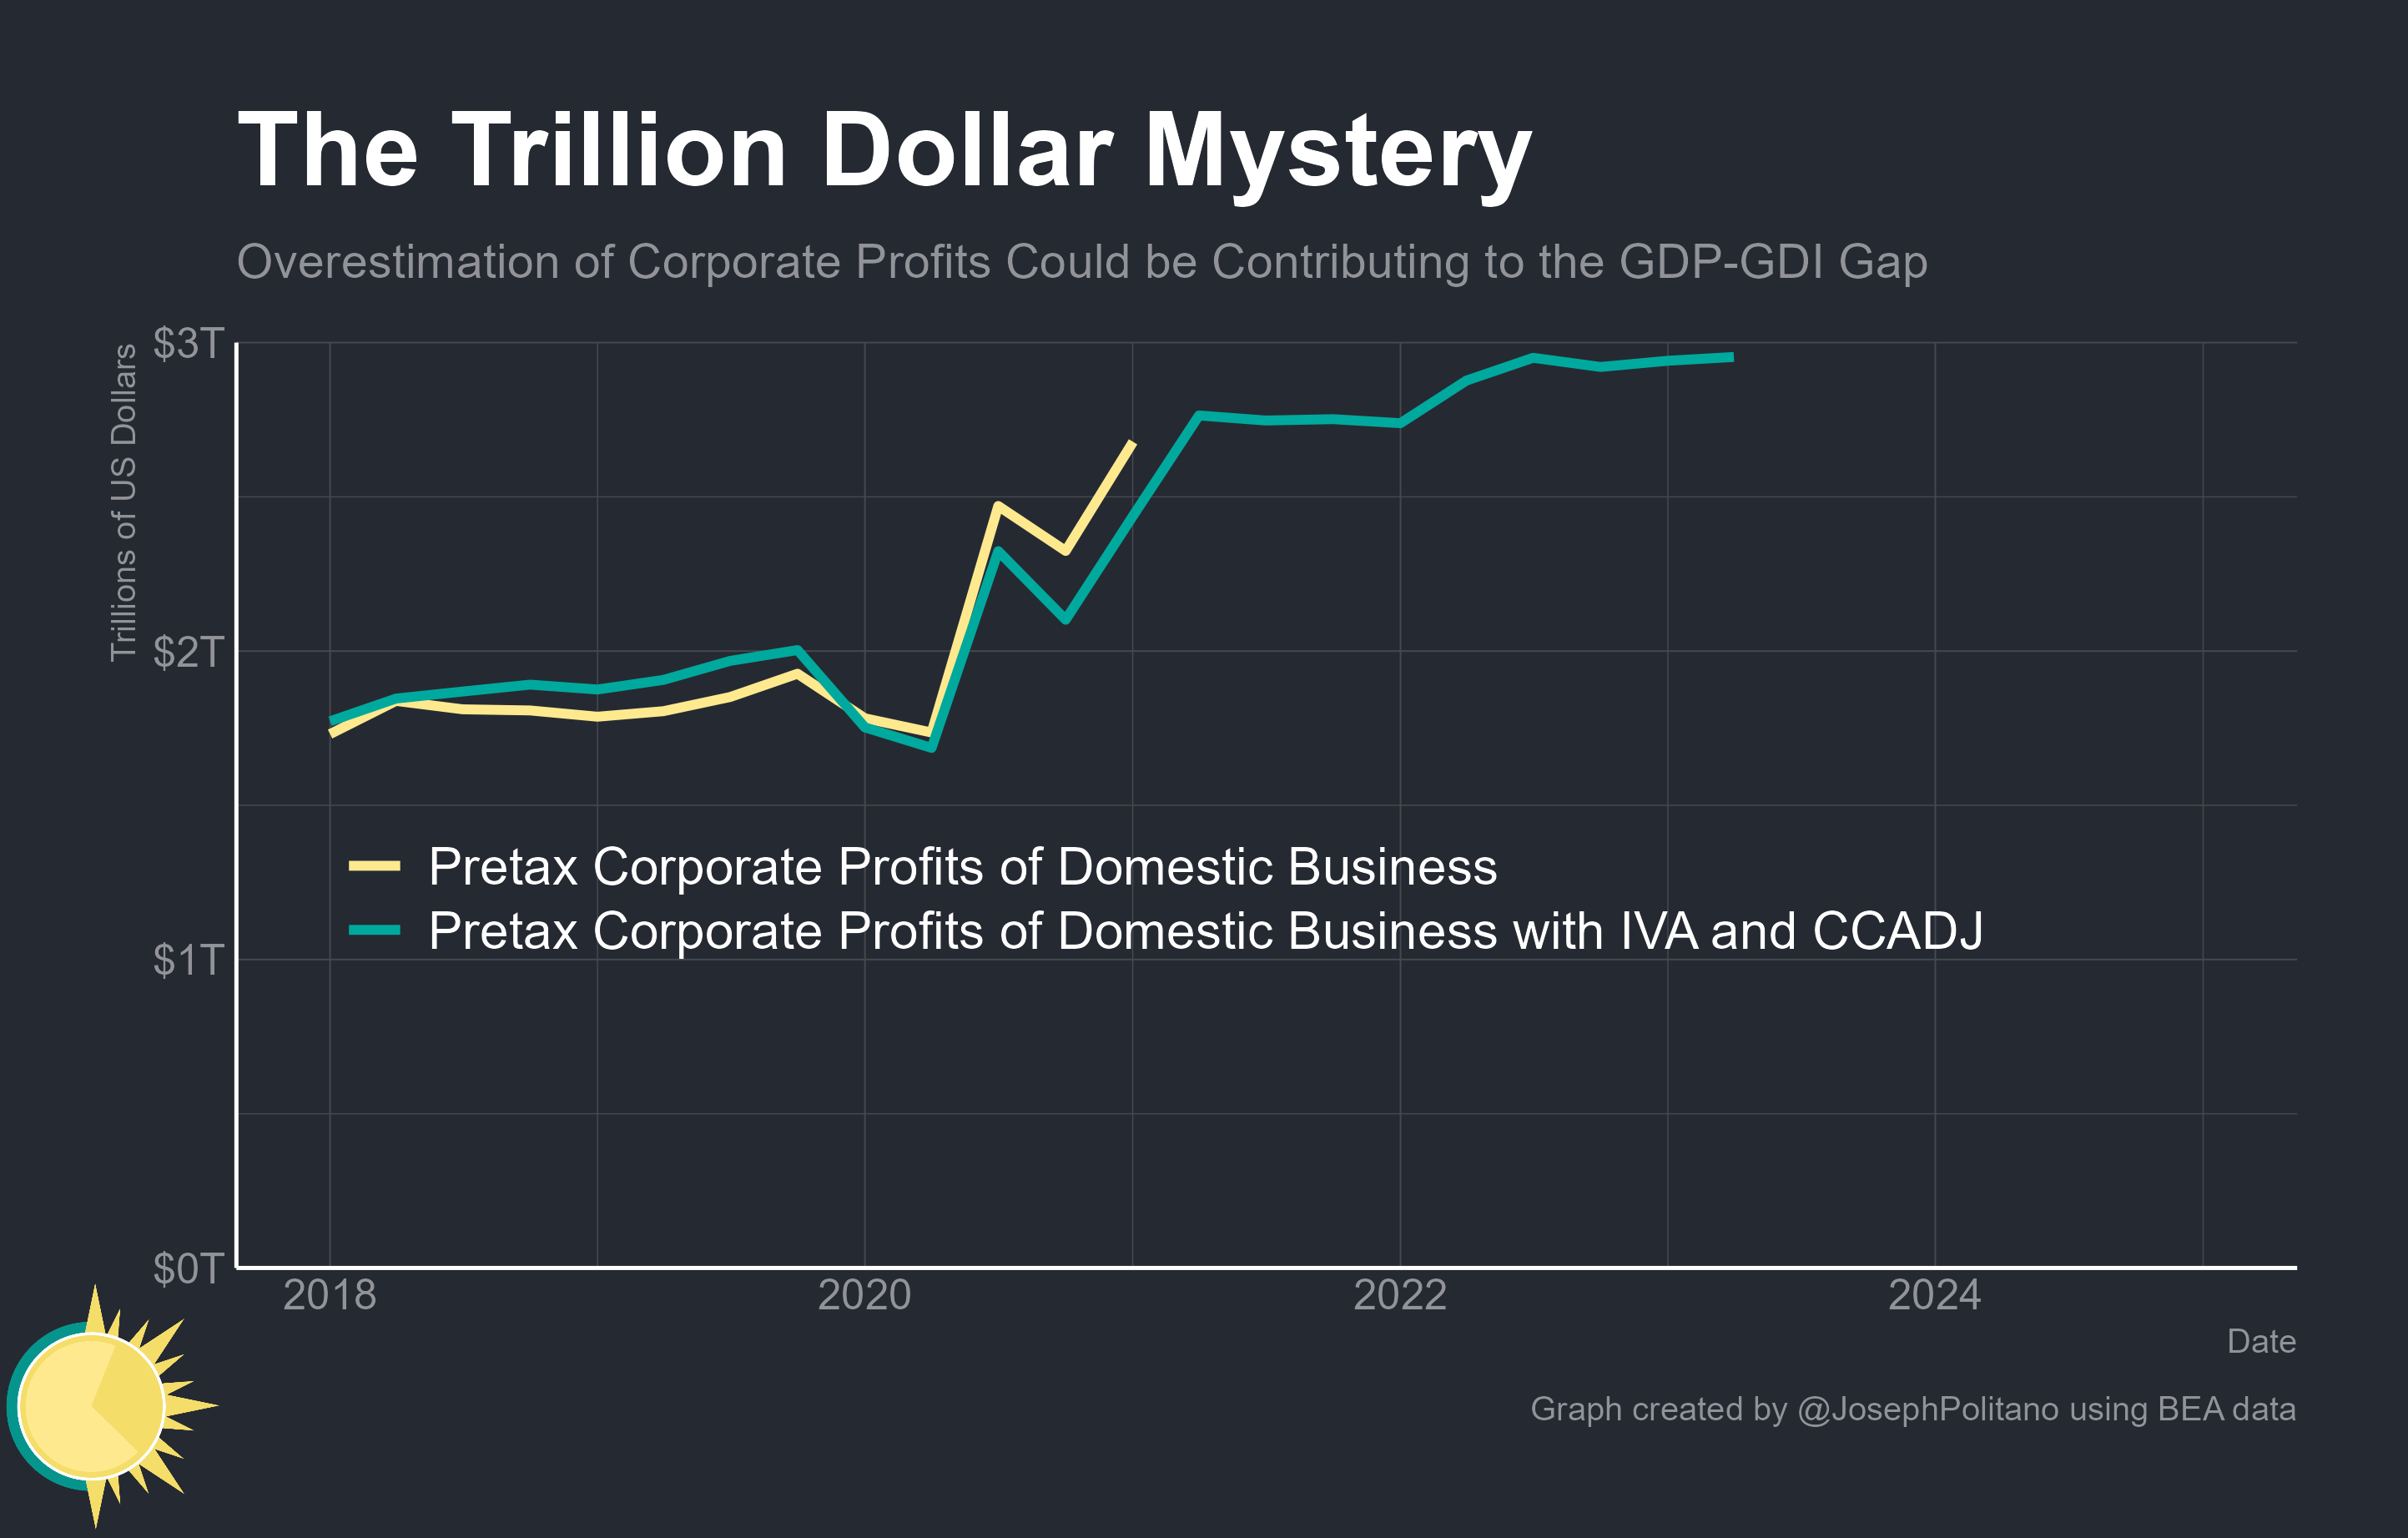 The Trillion Dollar Mystery
Overestimation of Corporate Profits Could be Contributing to the GDP-GDI Gap
Trillions of US Dollars
$3T
$2T
$1T
$0T
Pretax Corporate Profits of Domestic Business
Pretax Corporate Profits of Domestic Business with IVA and CCADJ
2018
2020
2022
2024
Date
Graph created by @JosephPolitano using BEA data